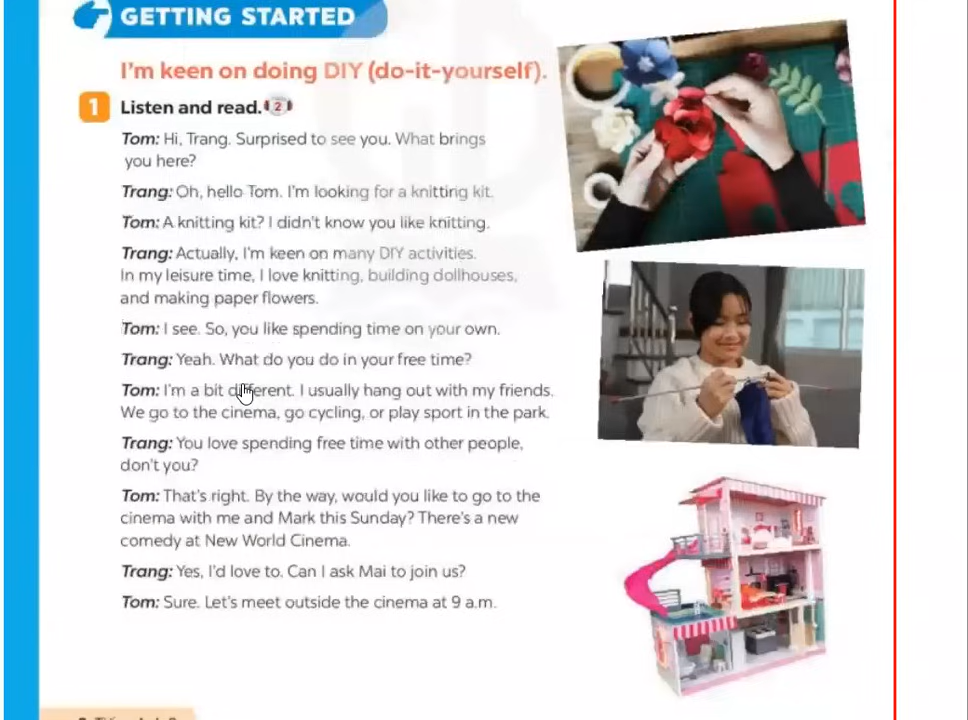 GETTING STARTED
I'm keen on doing DIY (do-it-yourself).
1 Listen and read. 2
Tom: Hi, Trang. Surprised to see you. What brings
you here?
Trang: Oh, hello Tom. I'm looking for a knitting kit.
Tom: A knitting kit? I didn't know you like knitting.
Trang: Actually, I'm keen on many DIY activities.
In my leisure time, I love knitting, building dollhouses,
and making paper flowers.
Tom: I see. So, you like spending time on your own.
Trang: Yeah. What do you do in your free time?
Tom: I'm a bit different. I usually hang out with my friends.
We go to the cinema, go cycling, or play sport in the park.
Trang: You love spending free time with other people,
don't you?
Tom: That's right. By the way, would you like to go to the
cinema with me and Mark this Sunday? There's a new
comedy at New World Cinema.
Trang: Yes, I'd love to. Can I ask Mai to join us?
Tom: Sure. Let's meet outside the cinema at 9 a.m.